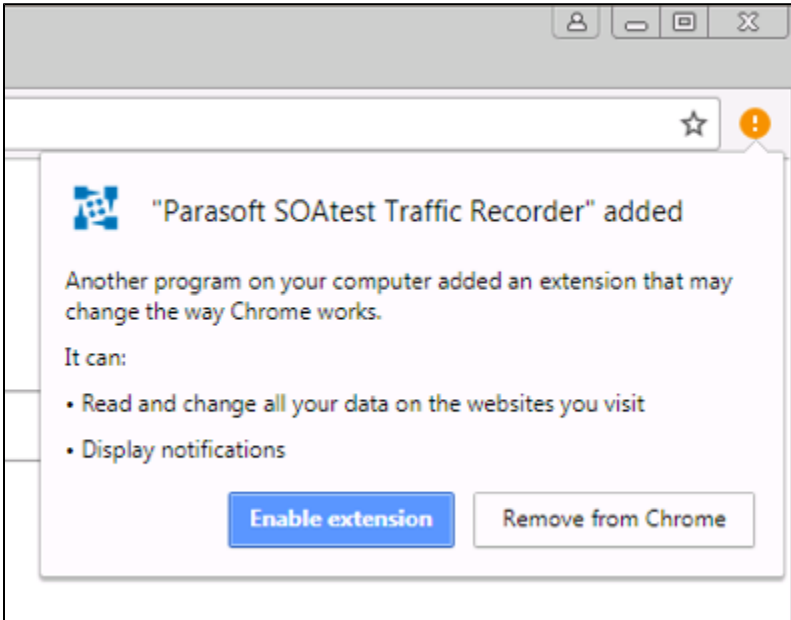 "Parasoft SOAtest Traffic Recorder" added
Another program on your computer added an extension that may
change the way Chrome works.
It can:
• Read and change all your data on the websites you visit
• Display notifications
Enable extension
Remove from Chrome